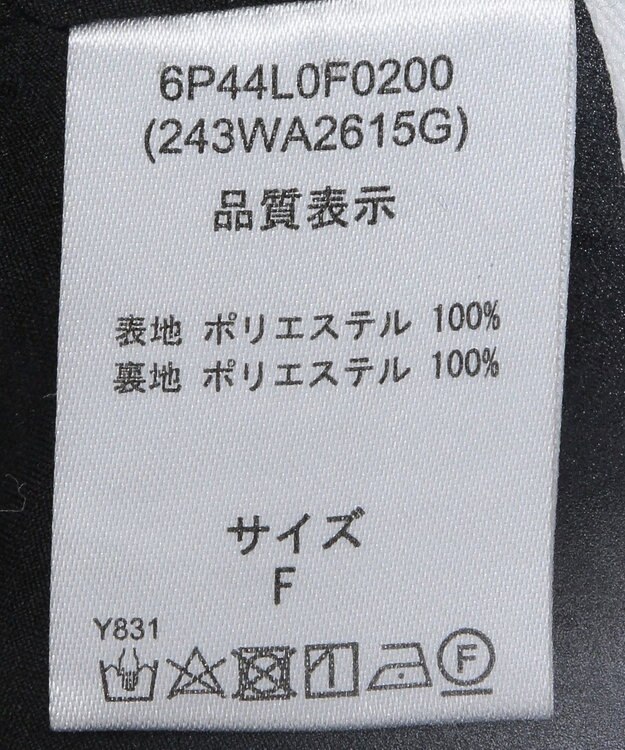 6P44L0F0200
(243WA2615G)
品質表示
表地 ポリエステル 100%
裏地 ポリエステル 100%
サイズ
F
Y831
F